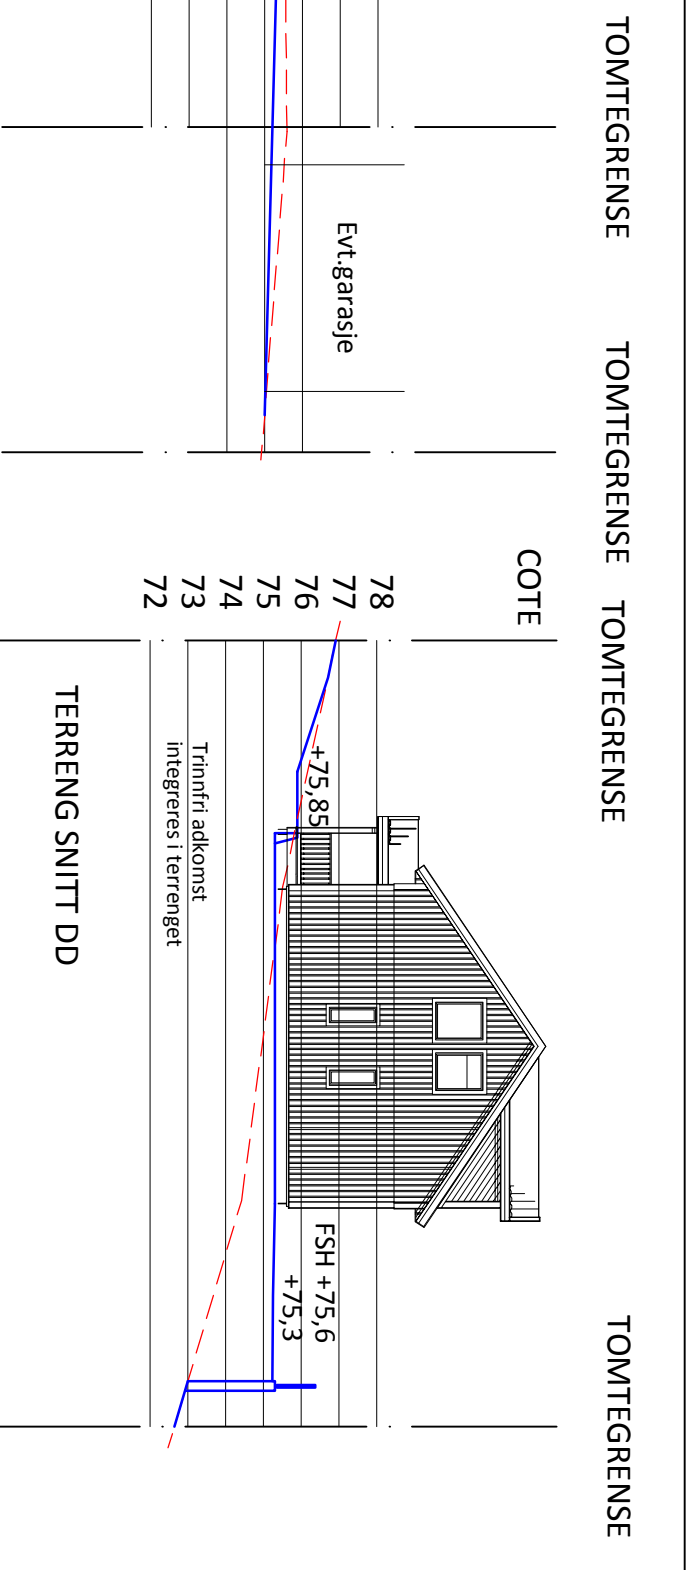 TOMTEGRENSE
TOMTEGRENSE
TOMTEGRENSE
TOMTEGRENSE
COTE
78
77
76
75
74
73
72
Evt.garasje
+75,85
FSH +75,6
+75,3
Trinnfri adkomst
integreres i terrenget
TERRENG SNITT DD